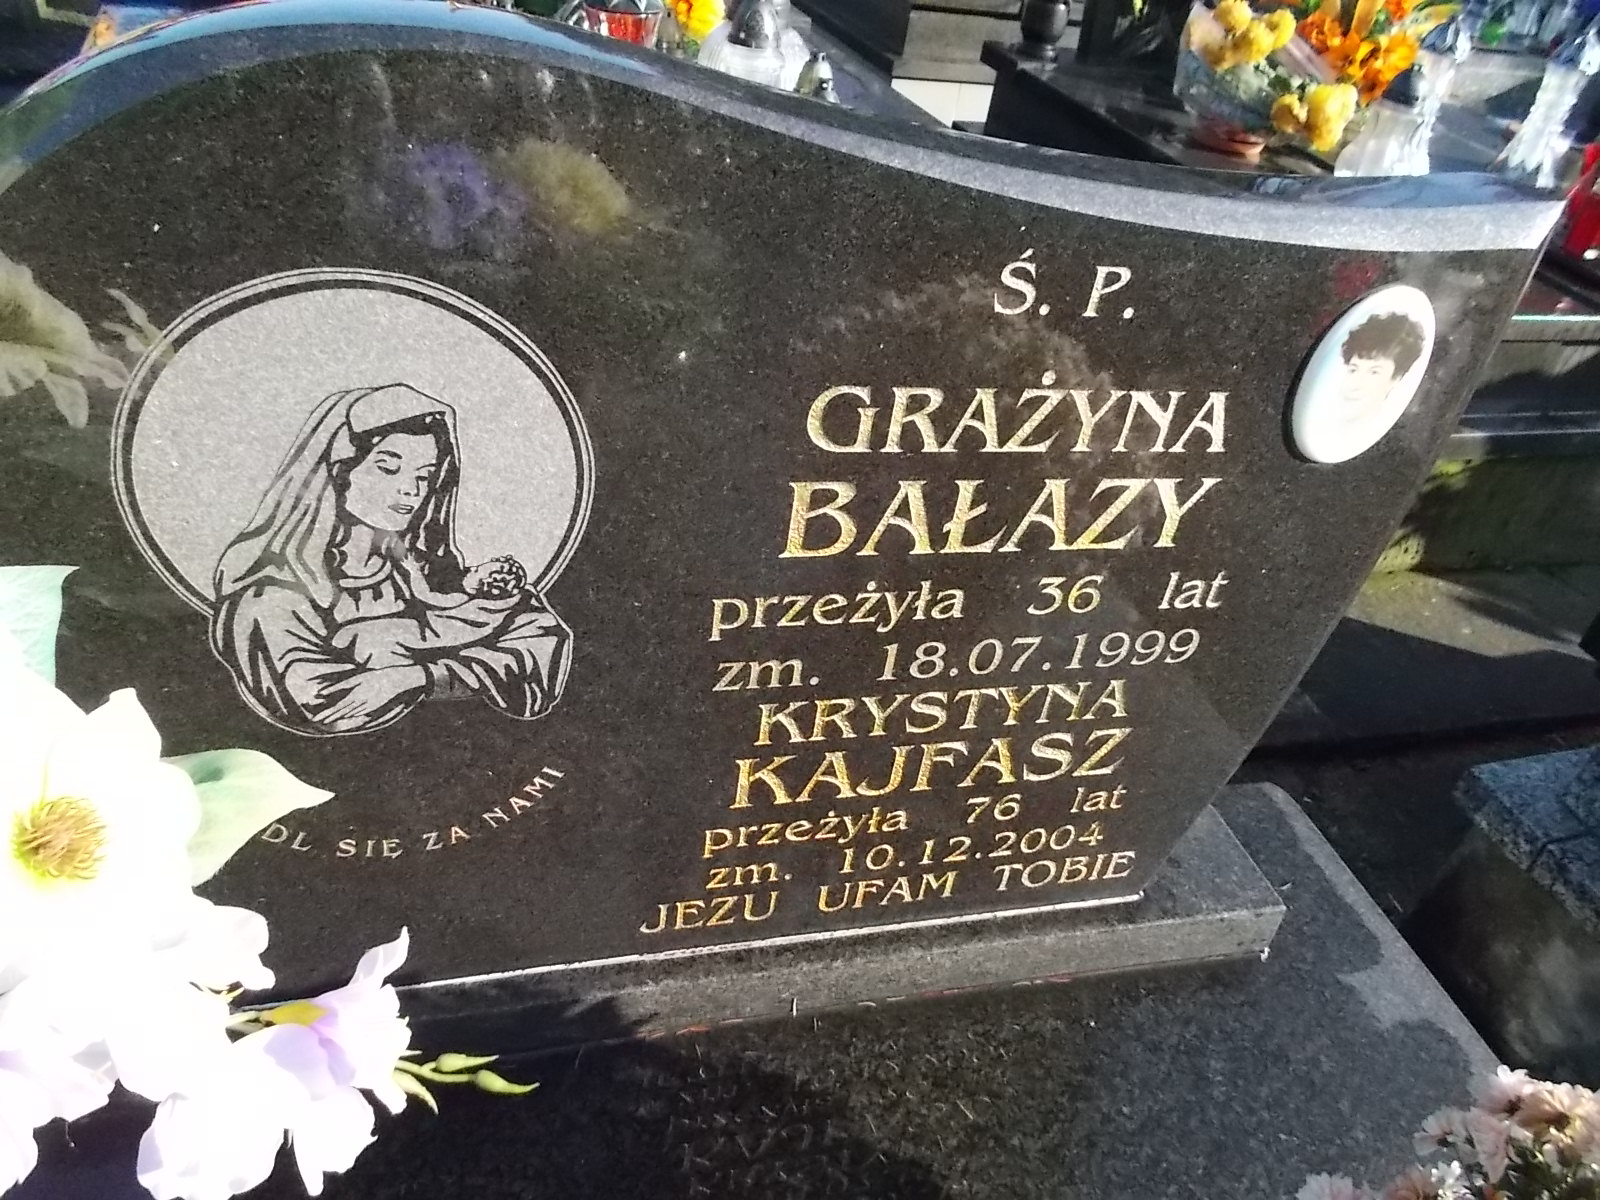 Ś. P.
GRAŻYNA
BAŁAZY
przeżyła 36 lat
zm. 18.07.1999
KRYSTYNA
KAJFASZ
przeżyła 76 lat
zm. 10.12.2004
JEZU UFAM TOBIE
DL SIĘ ZA NAMI